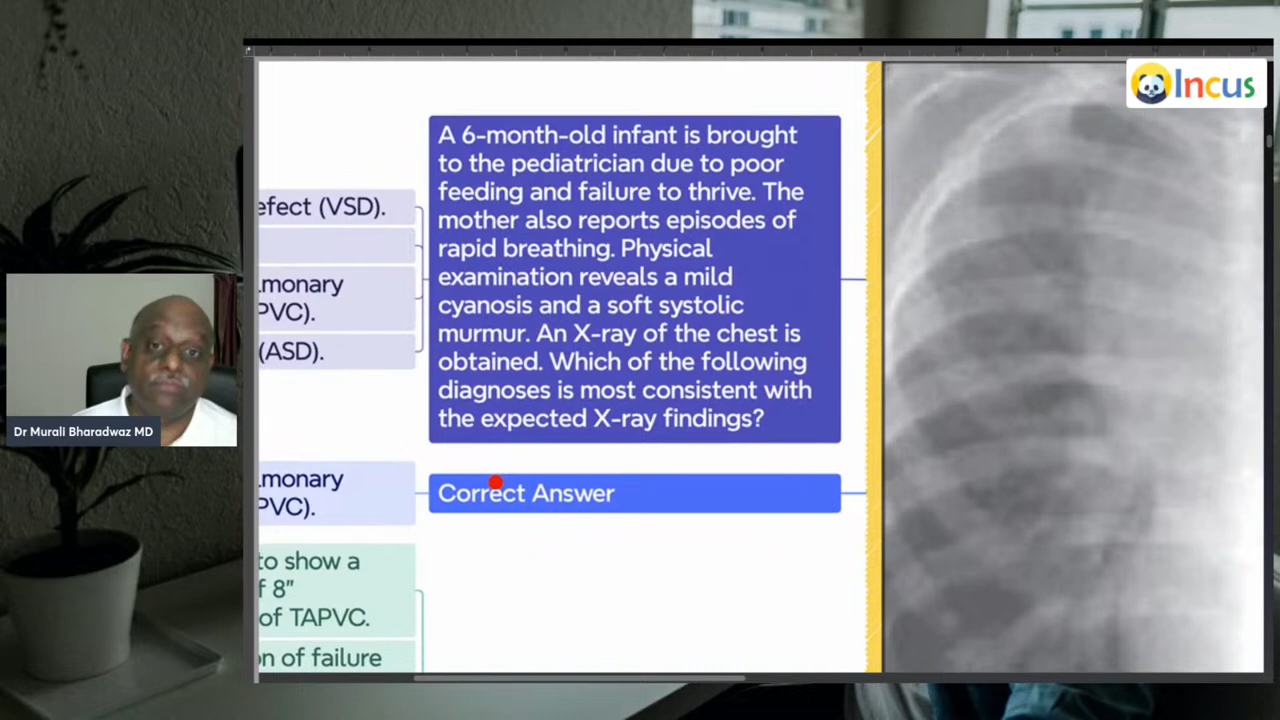 Incus
A 6-month-old infant is brought
to the pediatrician due to poor
feeding and failure to thrive. The
mother also reports episodes of
rapid breathing. Physical
examination reveals a mild
cyanosis and a soft systolic
murmur. An X-ray of the chest is
obtained. Which of the following
diagnoses is most consistent with
the expected X-ray findings?
efect (VSD).
lmonary
PVC).
(ASD).
Correct Answer
lmonary
PVC).
to show a
f 8"
of TAPVC.
on of failure
Dr Murali Bharadwaz MD